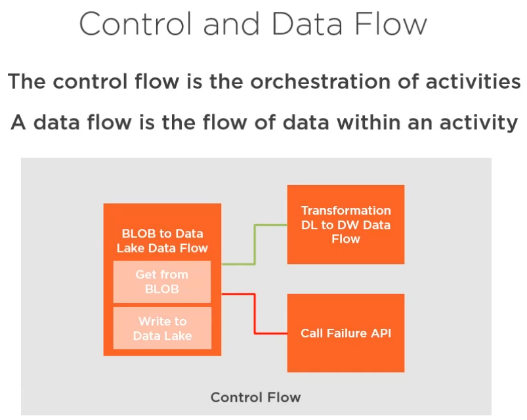 Control and Data Flow
The control flow is the orchestration of activities
A data flow is the flow of data within an activity
BLOB to Data
Lake Data Flow
Get from
BLOB
Write to
Data Lake
Transformation
DL to DW Data
Flow
Call Failure API
Control Flow